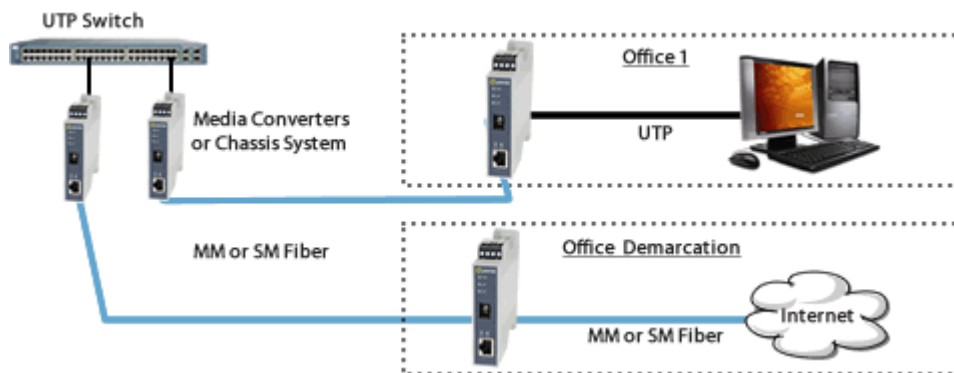 UTP Switch
Media Converters
or Chassis System
Office 1
UTP
MM or SM Fiber
Office Demarcation
Internet
MM or SM Fiber